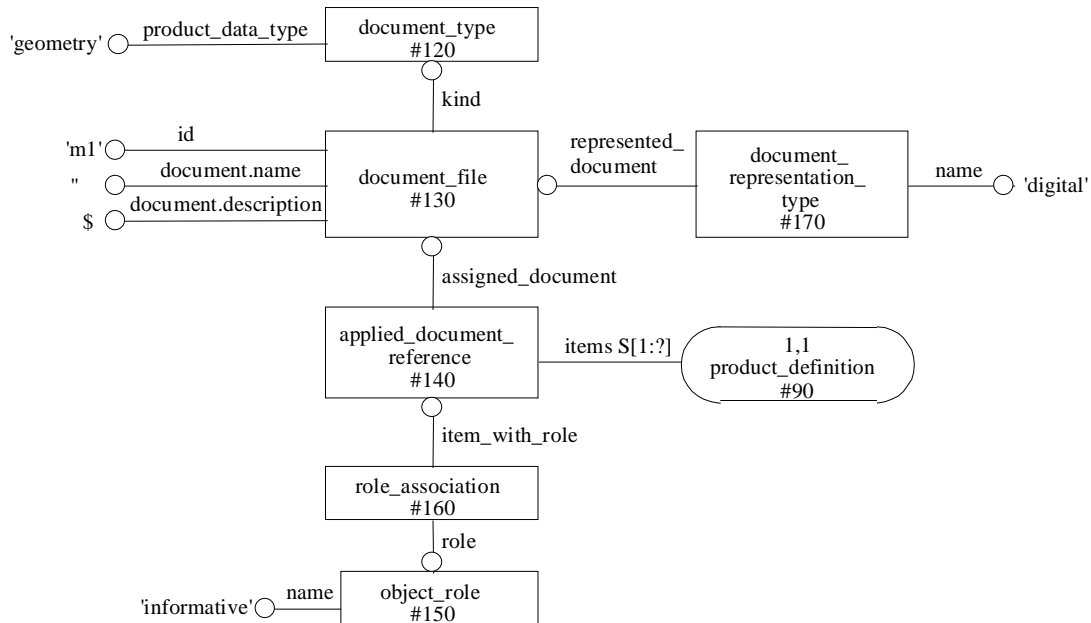 'geometry'
product_data_type
document_type
#120
kind
'm1'
id
''
document.name
$
document.description
document_file
#130
represented_
document
document_
representation_
type
#170
name
'digital'
assigned_document
applied_document_
reference
#140
items S[1:?]
1,1
product_definition
#90
item_with_role
role_association
#160
role
'informative'
name
object_role
#150